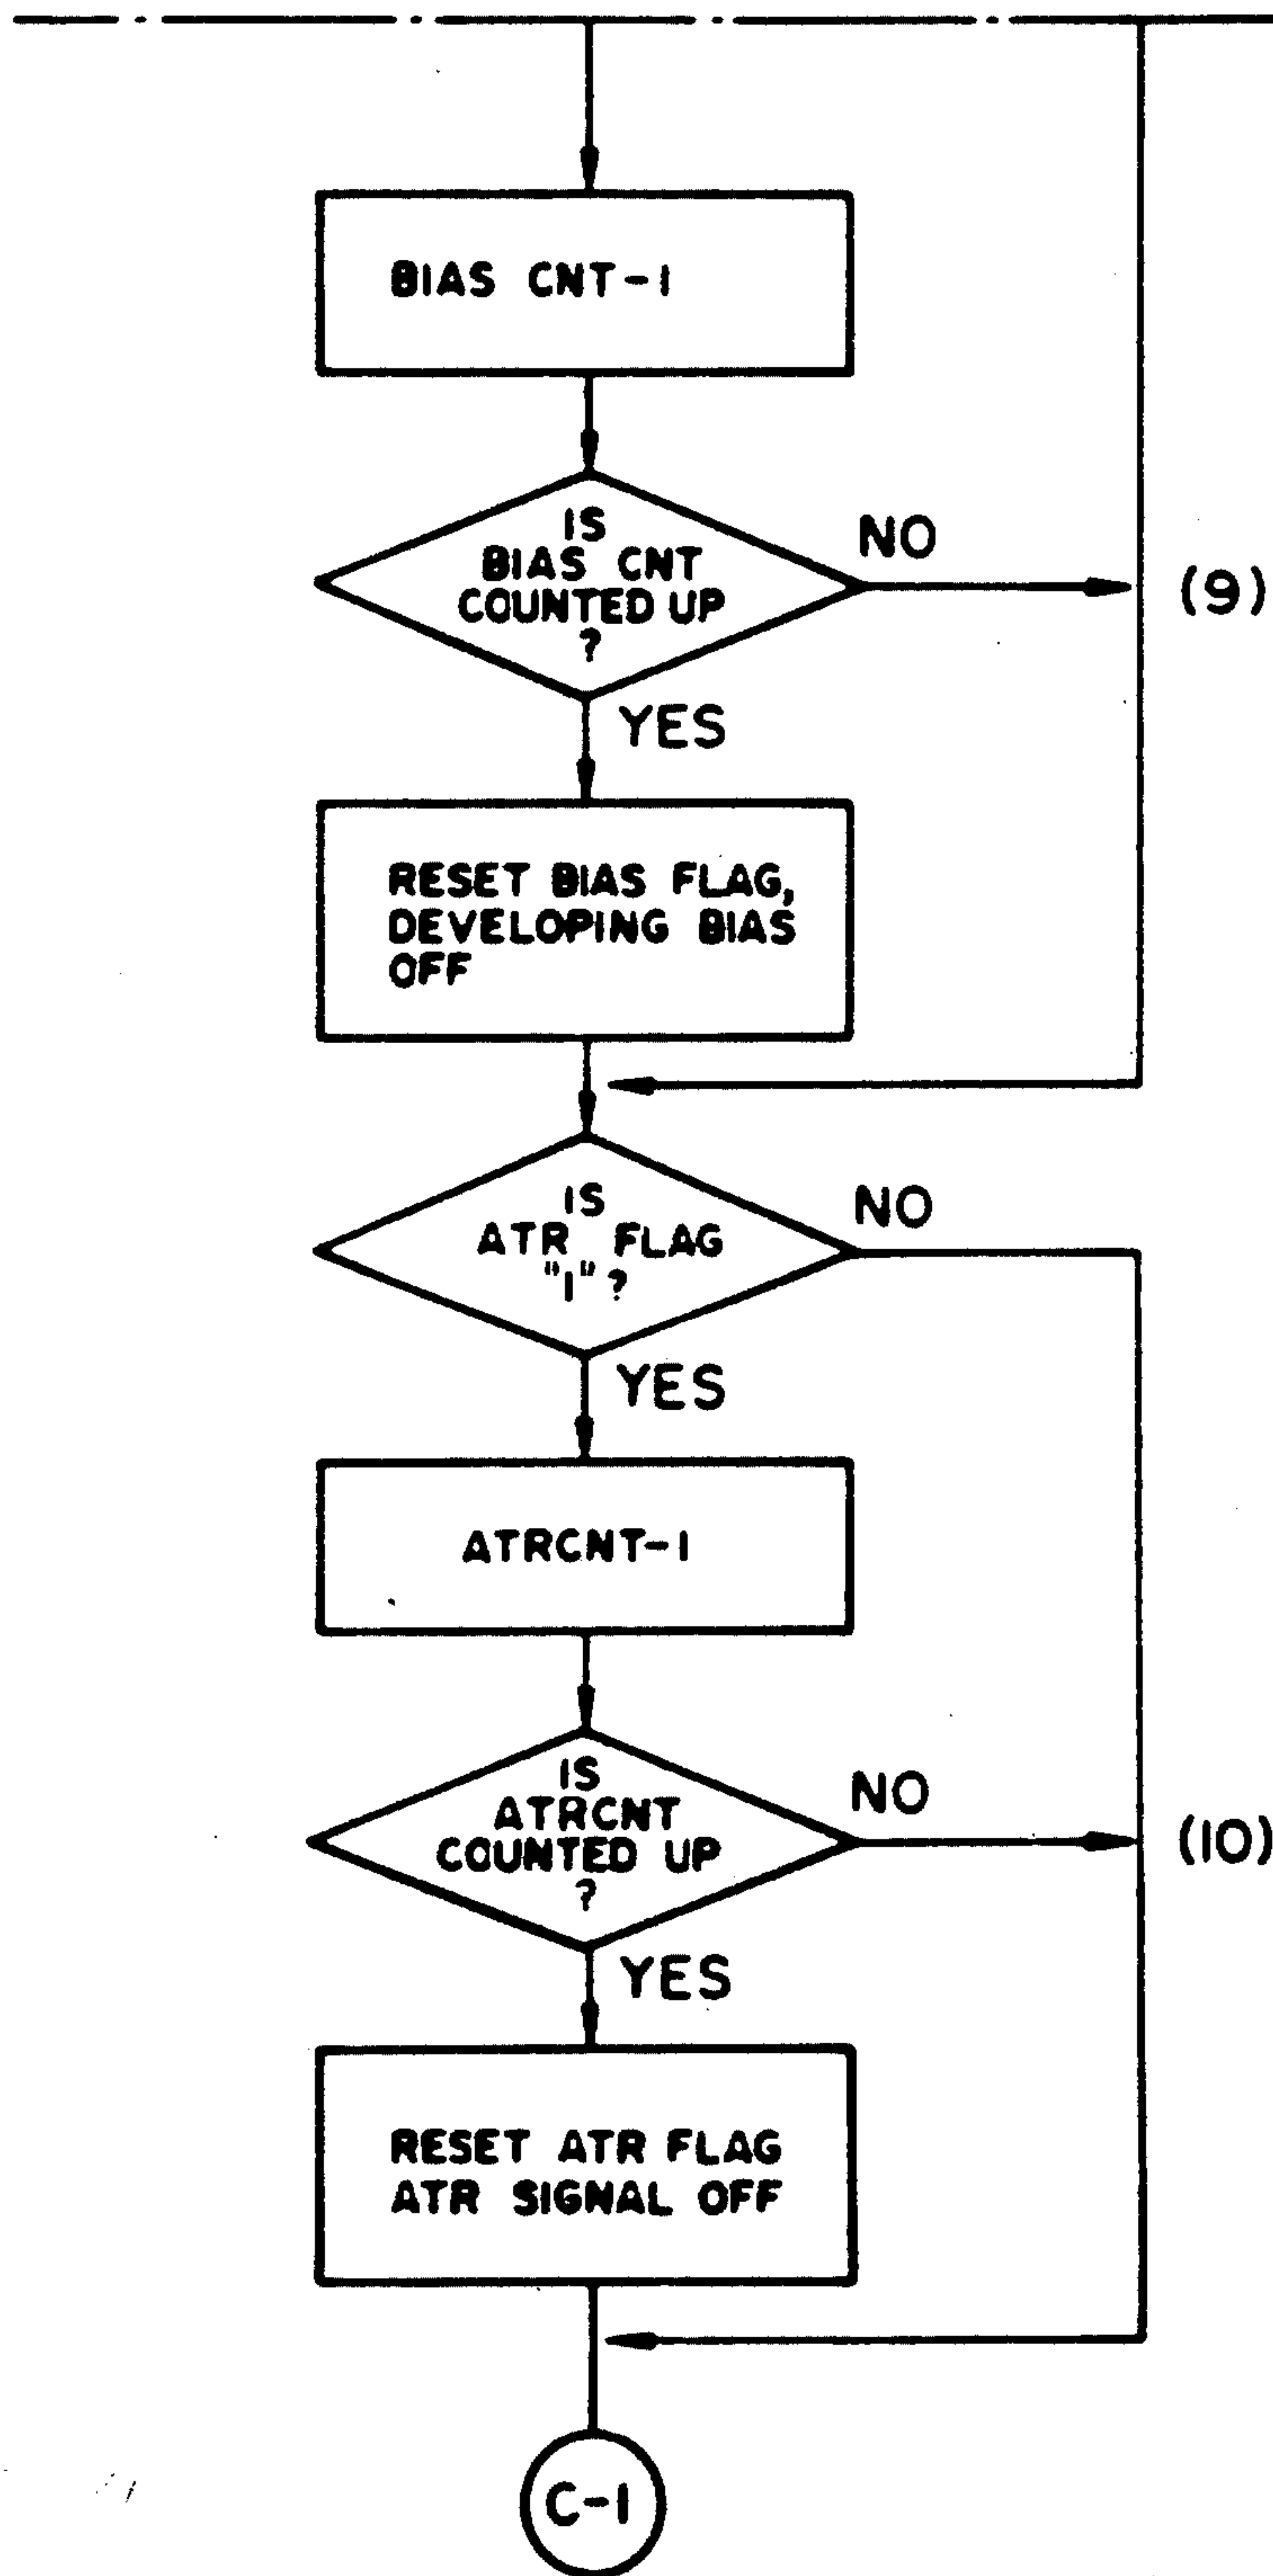 BIAS CNT-1
IS
BIAS CNT
COUNTED UP
?
NO
(9)
YES
RESET BIAS FLAG,
DEVELOPING BIAS
OFF
IS
ATR FLAG
"1"?
NO
YES
ATRCNT-1
IS
ATRCNT
COUNTED UP
?
NO
(10)
YES
RESET ATR FLAG
ATR SIGNAL OFF
C-1